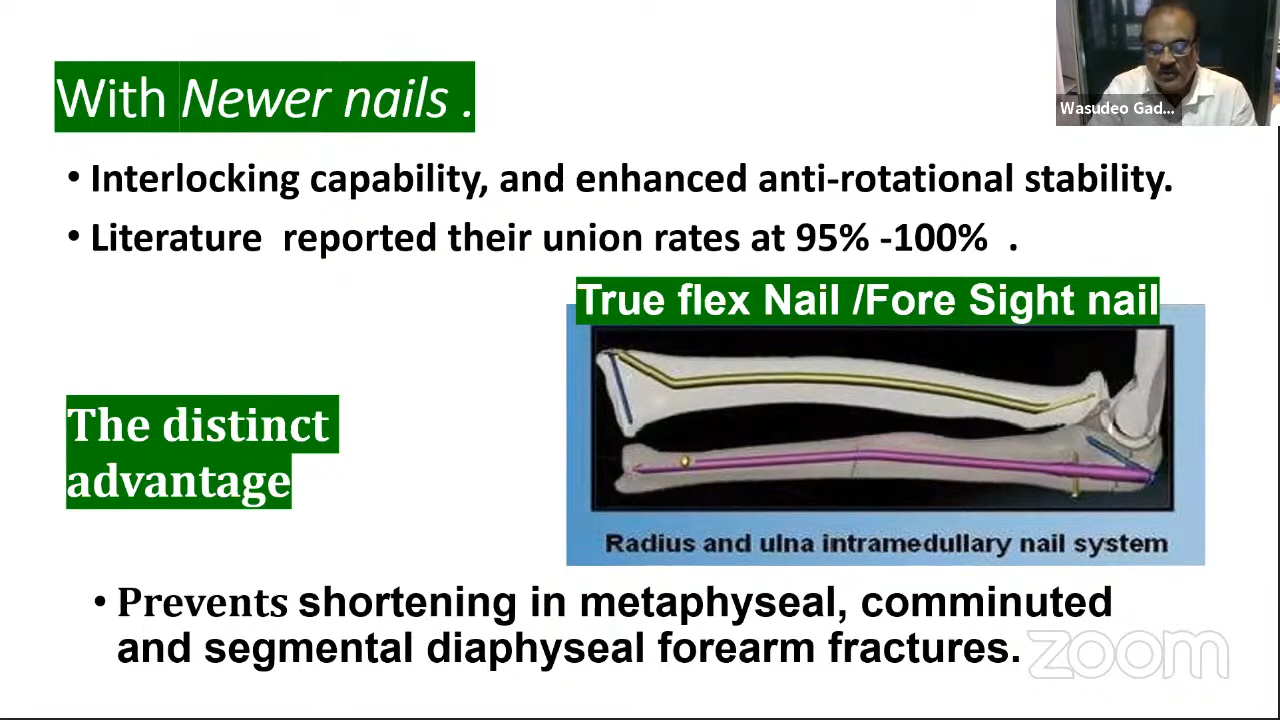 With Newer nails .
Wasudeo Gad...
• Interlocking capability, and enhanced anti-rotational stability.
• Literature reported their union rates at 95% -100% .
True flex Nail /Fore Sight nail
The distinct
advantage
Radius and ulna intramedullary nail system
• Prevents shortening in metaphyseal, comminuted
and segmental diaphyseal forearm fractures.
zoom